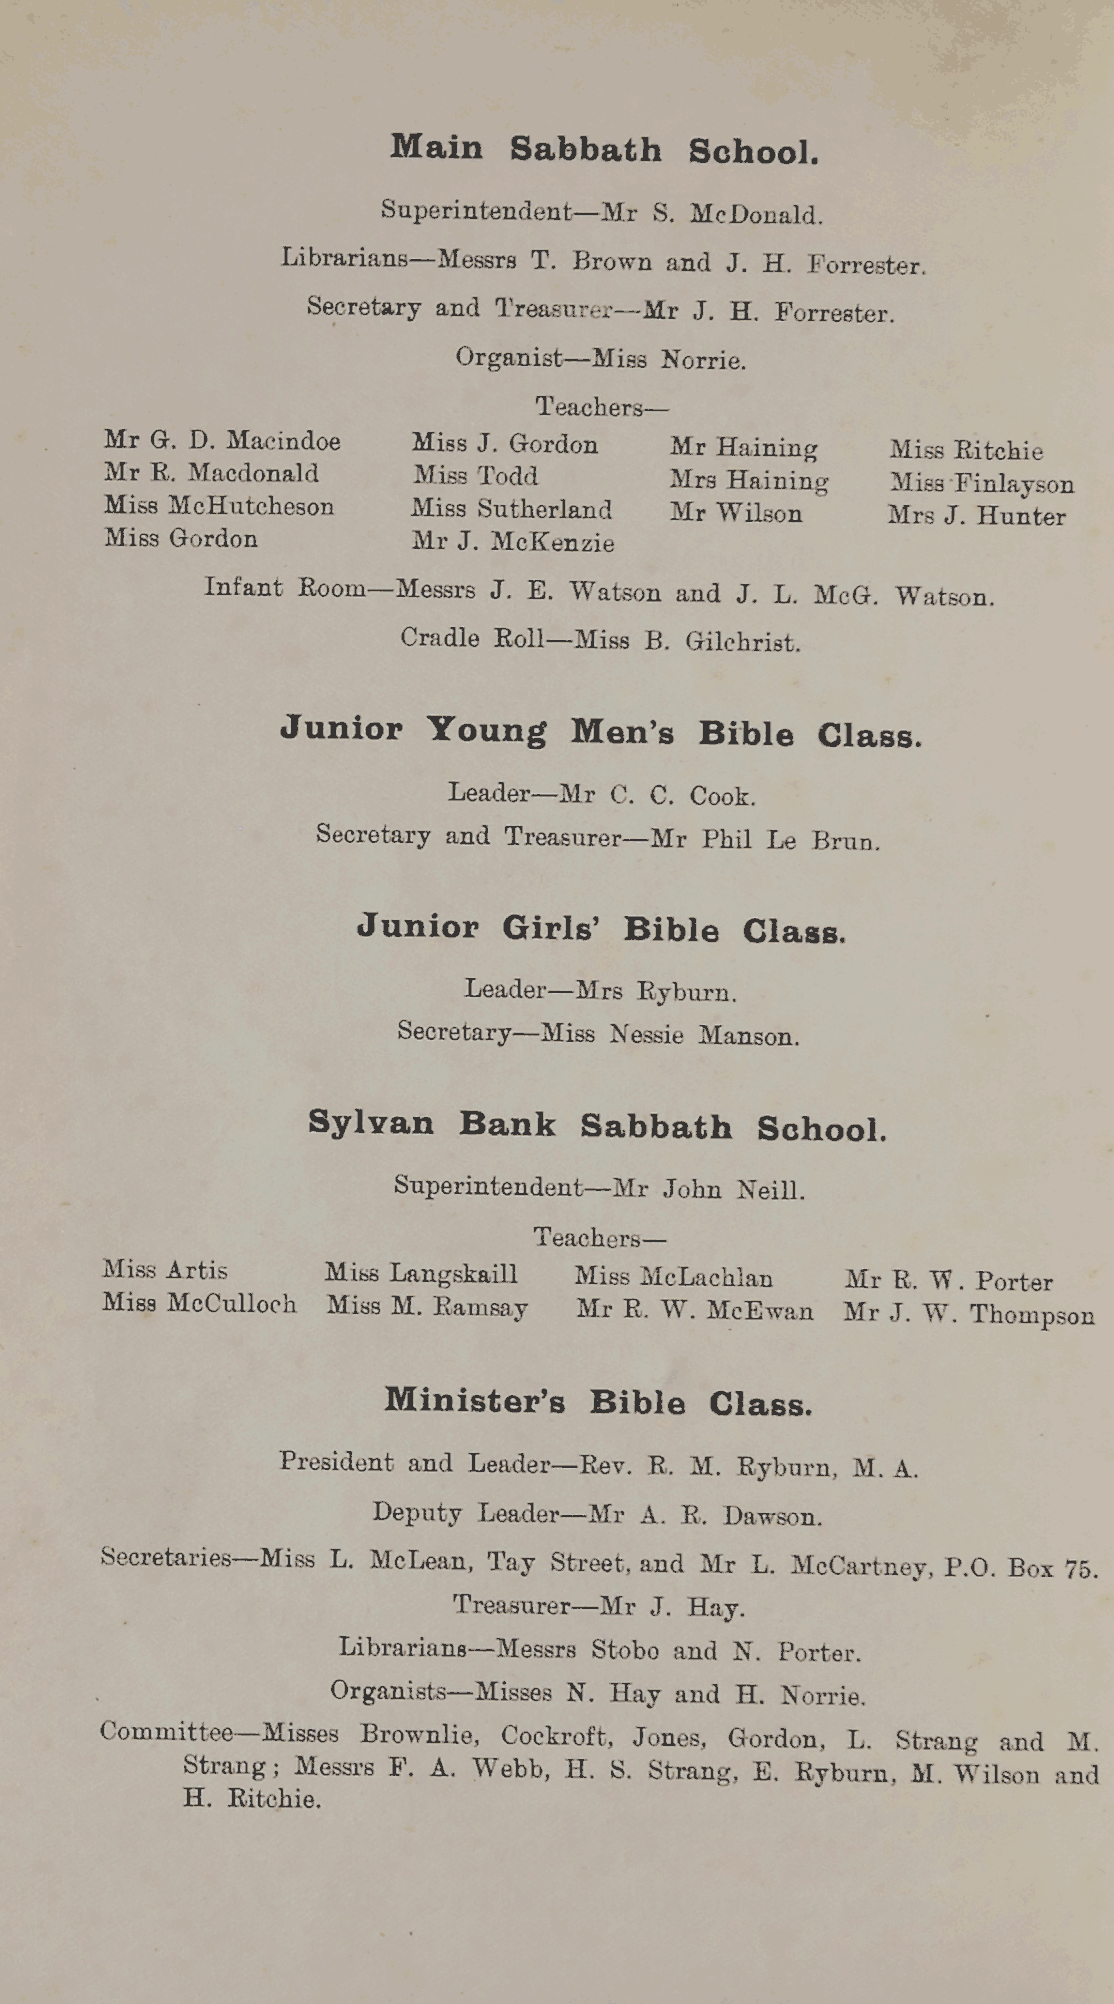 Main Sabbath School.
Superintendent—Mr S. McDonald.
Librarians—Messrs T. Brown and J. H. Forrester.
Secretary and Treasurer—Mr J. H. Forrester.
Organist—Miss Norrie.
Teachers—
Mr G. D. Macindoe Miss J. Gordon Mr Haining Miss Ritchie
Mr R. Macdonald Miss Todd Mrs Haining Miss Finlayson
Miss McHutcheson Miss Sutherland Mr Wilson Mrs J. Hunter
Miss Gordon Mr J. McKenzie
Infant Room—Messrs J. E. Watson and J. L. McG. Watson.
Cradle Roll—Miss B. Gilchrist.
Junior Young Men's Bible Class.
Leader—Mr C. C. Cook.
Secretary and Treasurer—Mr Phil Le Brun.
Junior Girls' Bible Class.
Leader—Mrs Ryburn.
Secretary—Miss Nessie Manson.
Sylvan Bank Sabbath School.
Superintendent—Mr John Neill.
Teachers—
Miss Artis Miss Langskaill Miss McLachlan Mr R. W. Porter
Miss McCulloch Miss M. Ramsay Mr R. W. McEwan Mr J. W. Thompson
Minister's Bible Class.
President and Leader—Rev. R. M. Ryburn, M. A.
Deputy Leader—Mr A. R. Dawson.
Secretaries—Miss L. McLean, Tay Street, and Mr L. McCartney, P.O. Box 75.
Treasurer—Mr J. Hay.
Librarians—Messrs Stobo and N. Porter.
Organists—Misses N. Hay and H. Norrie.
Committee—Misses Brownlie, Cockroft, Jones, Gordon, L. Strang and M.
Strang; Messrs F. A. Webb, H. S. Strang, E. Ryburn, M. Wilson and
H. Ritchie.